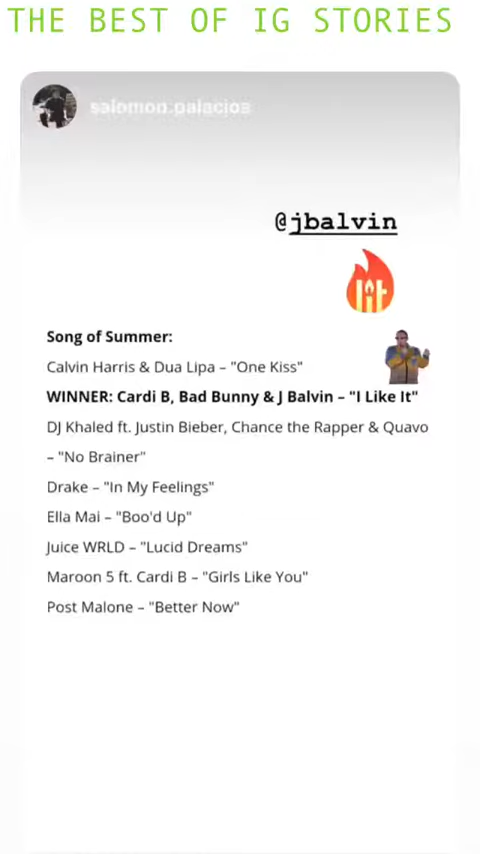 THE BEST OF IG STORIES
salomon.palacios
@jbalvin
lit
Song of Summer:
Calvin Harris & Dua Lipa – "One Kiss"
WINNER: Cardi B, Bad Bunny & J Balvin – "I Like It"
DJ Khaled ft. Justin Bieber, Chance the Rapper & Quavo
– "No Brainer"
Drake – "In My Feelings"
Ella Mai – "Boo'd Up"
Juice WRLD – "Lucid Dreams"
Maroon 5 ft. Cardi B – "Girls Like You"
Post Malone – "Better Now"